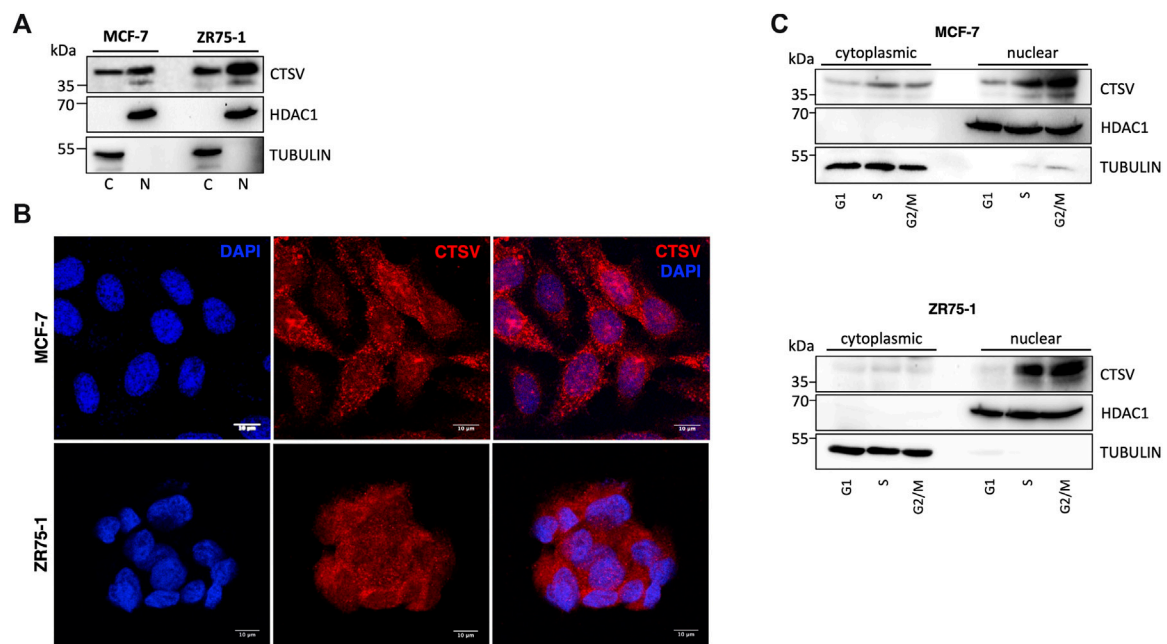 A
MCF-7 ZR75-1
kDa
35
CTSV
70
HDAC1
55
TUBULIN
C N C N
B
DAPI CTSV CTSV
DAPI
MCF-7
10 µm 10 µm 10 µm
ZR75-1
10 µm 10 µm 10 µm
C
MCF-7
cytoplasmic nuclear
kDa
35
CTSV
70
HDAC1
55
TUBULIN
G1 S G2/M G1 S G2/M
ZR75-1
cytoplasmic nuclear
kDa
35
CTSV
70
HDAC1
55
TUBULIN
G1 S G2/M G1 S G2/M